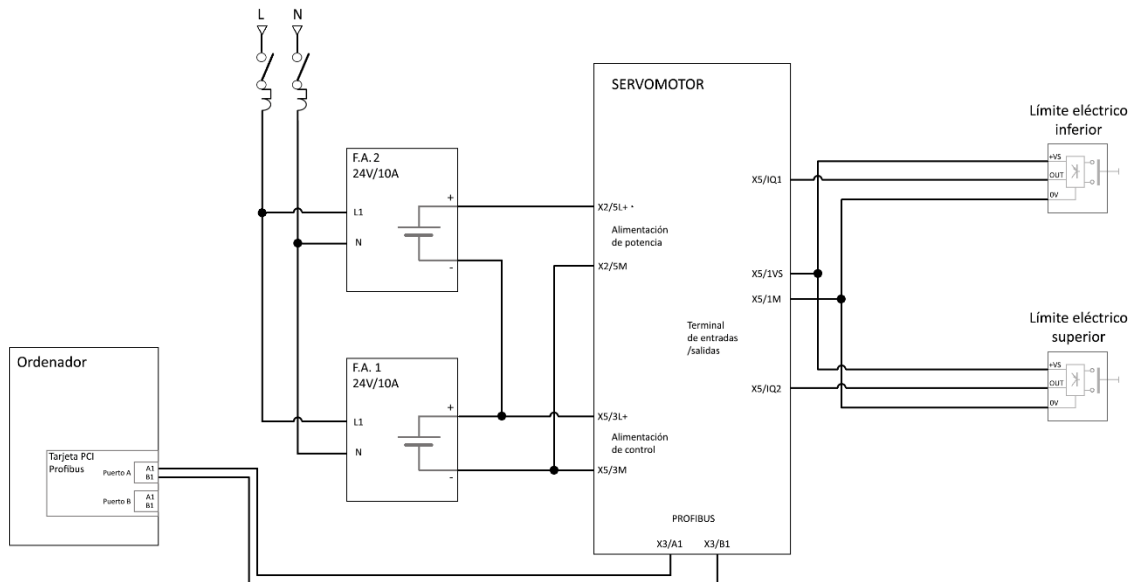 L N
SERVOMOTOR
F.A. 2
24V/10A
+
L1
N
-
F.A. 1
24V/10A
+
L1
N
-
X2/5L+
Alimentación
de potencia
X2/5M
X5/3L+
Alimentación
de control
X5/3M
X5/IQ1
X5/1VS
X5/1M
Terminal
de entradas
/salidas
X5/IQ2
PROFIBUS
X3/A1 X3/B1
Límite eléctrico
inferior
+VS
OUT
0V
Límite eléctrico
superior
+VS
OUT
0V
Ordenador
Tarjeta PCI
Profibus
Puerto A
A1
B1
Puerto B
A1
B1